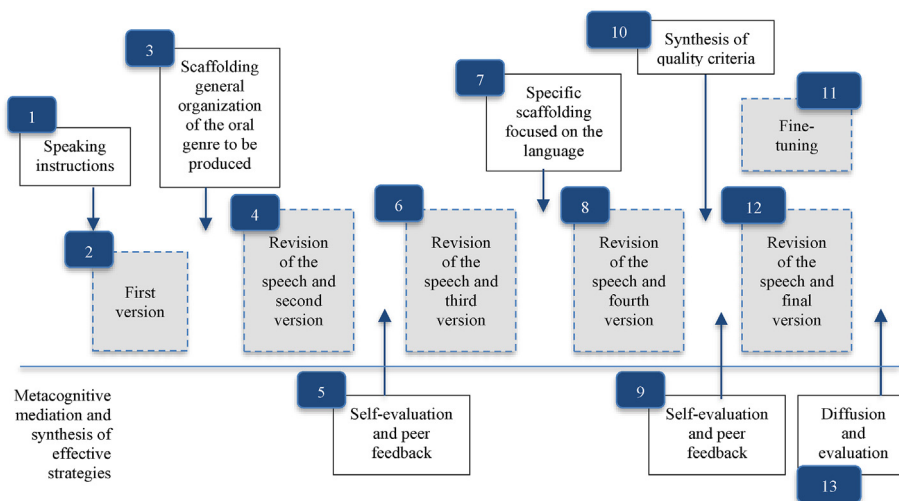 1
Speaking
instructions
2
First
version
3
Scaffolding
general
organization
of the oral
genre to be
produced
4
Revision
of the
speech and
second
version
5
Self-evaluation
and peer
feedback
6
Revision
of the
speech and
third version
7
Specific
scaffolding
focused on the
language
8
Revision
of the
speech and
fourth version
9
Self-evaluation
and peer
feedback
10
Synthesis of
quality criteria
11
Fine-
tuning
12
Revision
of the
speech and
final version
Diffusion and
evaluation
13
Metacognitive
mediation and
synthesis of
effective
strategies